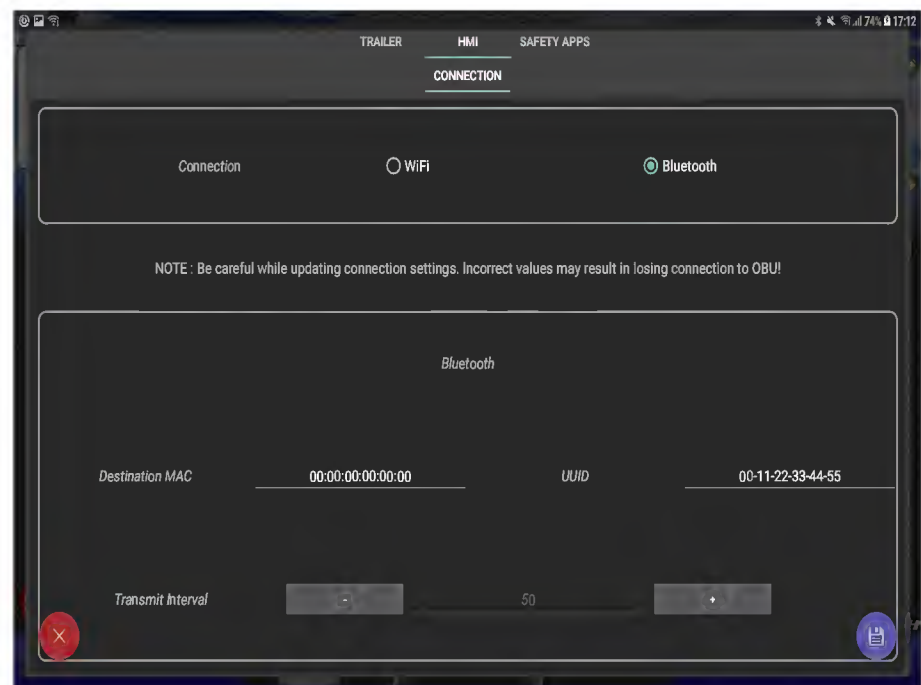 74% 17:12
TRAILER HMI SAFETY APPS
CONNECTION
Connection WiFi Bluetooth
NOTE : Be careful while updating connection settings. Incorrect values may result in losing connection to OBU!
Bluetooth
Destination MAC 00:00:00:00:00:00 UUID 00-11-22-33-44-55
Transmit Interval - 50 +